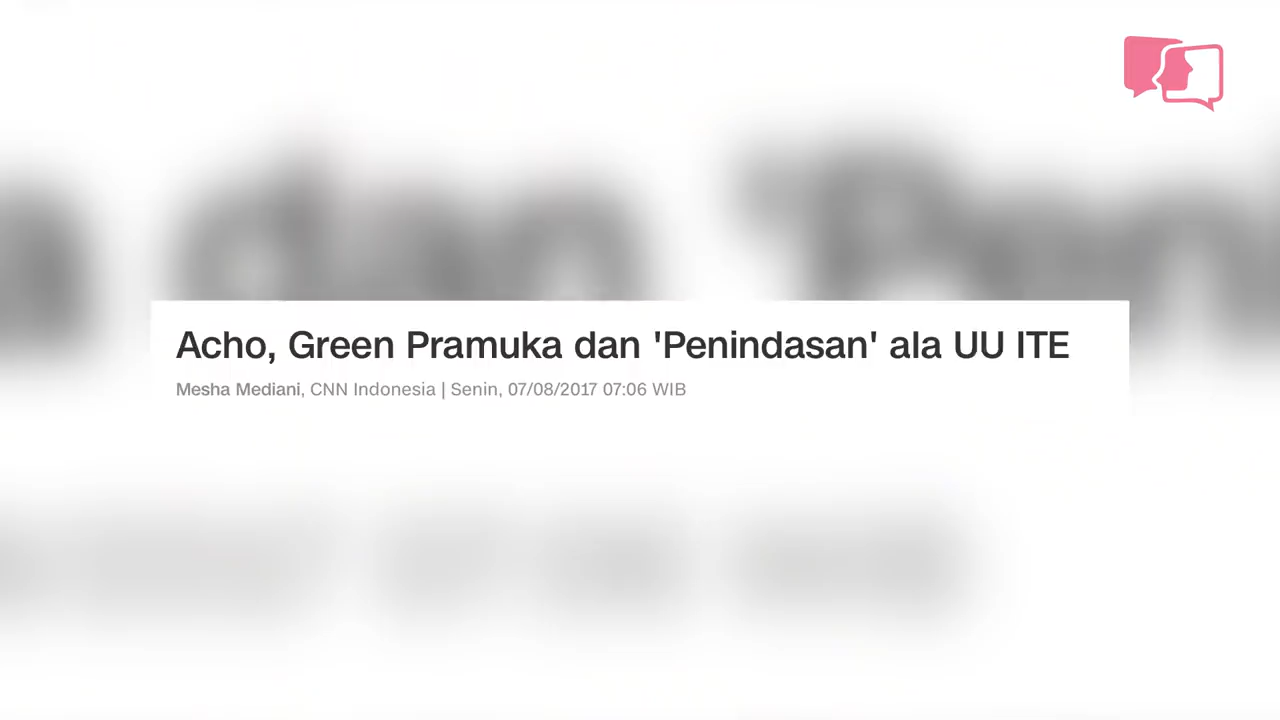 Acho, Green Pramuka dan 'Penindasan' ala UU ITE
Mesha Mediani, CNN Indonesia | Senin, 07/08/2017 07:06 WIB